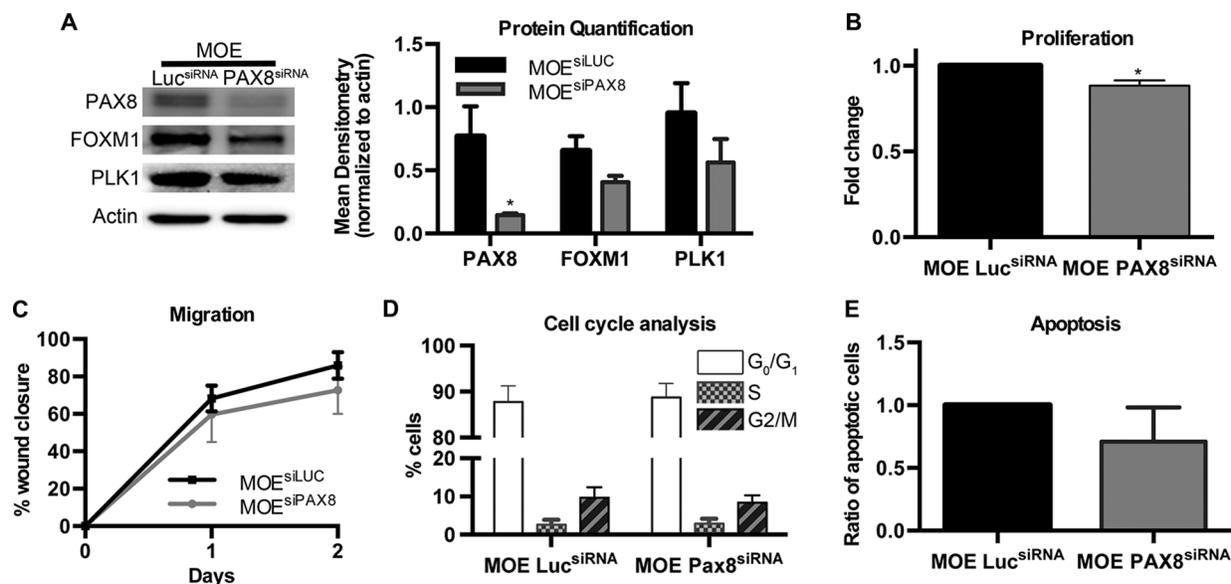 A
MOE
Luc^siRNA PAX8^siRNA
PAX8
FOXM1
PLK1
Actin
Protein Quantification
Mean Densitometry
(normalized to actin)
1.5
1.0
0.5
0.0
MOE^siLUC
MOE^siPAX8
*
PAX8 FOXM1 PLK1
B
Proliferation
Fold change
1.0
0.5
0.0
*
MOE Luc^siRNA MOE PAX8^siRNA
C
Migration
% wound closure
100
80
60
40
20
0
MOE^siLUC
MOE^siPAX8
0 1 2
Days
D
Cell cycle analysis
% cells
100
90
80
20
10
0
G₀/G₁
S
G2/M
MOE Luc^siRNA MOE Pax8^siRNA
E
Apoptosis
Ratio of apoptotic cells
1.5
1.0
0.5
0.0
MOE Luc^siRNA MOE PAX8^siRNA